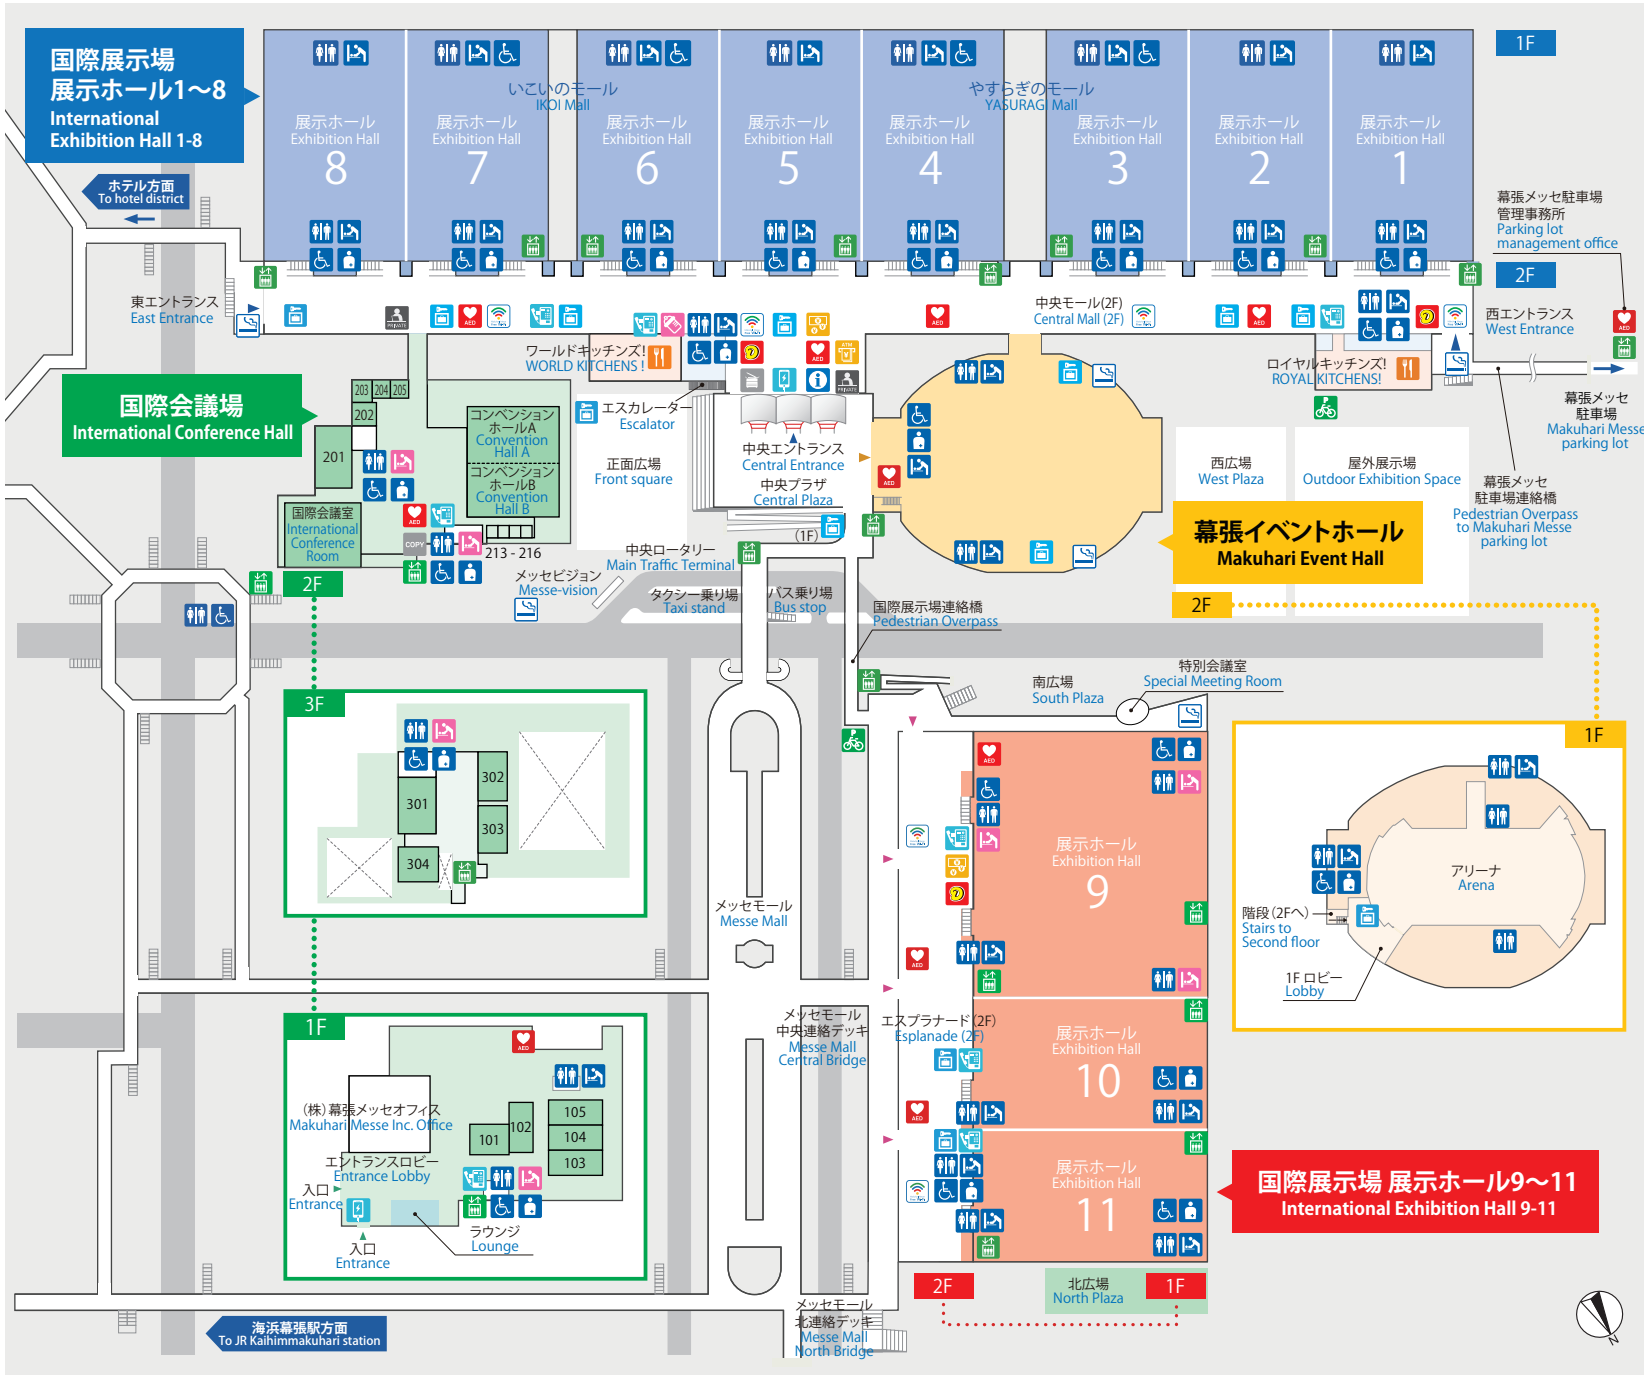 国際展示場
展示ホール1〜8
International
Exhibition Hall 1-8
1F
いこいのモール
IKOI Mall
やすらぎのモール
YASURAGI Mall
展示ホール
Exhibition Hall
8
展示ホール
Exhibition Hall
7
展示ホール
Exhibition Hall
6
展示ホール
Exhibition Hall
5
展示ホール
Exhibition Hall
4
展示ホール
Exhibition Hall
3
展示ホール
Exhibition Hall
2
展示ホール
Exhibition Hall
1
ホテル方面
To hotel district
幕張メッセ駐車場
管理事務所
Parking lot
management office
2F
東エントランス
East Entrance
中央モール(2F)
Central Mall (2F)
西エントランス
West Entrance
ワールドキッチンズ!
WORLD KITCHENS !
ロイヤルキッチンズ!
ROYAL KITCHENS!
PRIVATE
AED
AED
AED
AED
AED
ATM
PRIVATE
国際会議場
International Conference Hall
203
204
205
202
201
コンベンション
ホールA
Convention
Hall A
コンベンション
ホールB
Convention
Hall B
国際会議室
International
Conference
Room
AED
COPY
213 - 216
2F
エスカレーター
Escalator
正面広場
Front square
中央エントランス
Central Entrance
中央プラザ
Central Plaza
(1F)
AED
西広場
West Plaza
屋外展示場
Outdoor Exhibition Space
幕張メッセ
駐車場
Makuhari Messe
parking lot
幕張メッセ
駐車場連絡橋
Pedestrian Overpass
to Makuhari Messe
parking lot
幕張イベントホール
Makuhari Event Hall
2F
中央ロータリー
Main Traffic Terminal
メッセビジョン
Messe-vision
タクシー乗り場
Taxi stand
バス乗り場
Bus stop
国際展示場連絡橋
Pedestrian Overpass
特別会議室
Special Meeting Room
南広場
South Plaza
3F
301
302
303
304
メッセモール
Messe Mall
1F
アリーナ
Arena
階段(2Fへ)
Stairs to
Second floor
1F ロビー
Lobby
AED
展示ホール
Exhibition Hall
9
AED
メッセモール
中央連絡デッキ
Messe Mall
Central Bridge
エスプラナード(2F)
Esplanade (2F)
展示ホール
Exhibition Hall
10
AED
展示ホール
Exhibition Hall
11
国際展示場 展示ホール9〜11
International Exhibition Hall 9-11
1F
AED
(株)幕張メッセオフィス
Makuhari Messe Inc. Office
101
102
105
104
103
エントランスロビー
Entrance Lobby
入口
Entrance
ラウンジ
Lounge
入口
Entrance
2F
北広場
North Plaza
1F
メッセモール
北連絡デッキ
Messe Mall
North Bridge
海浜幕張駅方面
To JR Kaihimmakuhari station
N